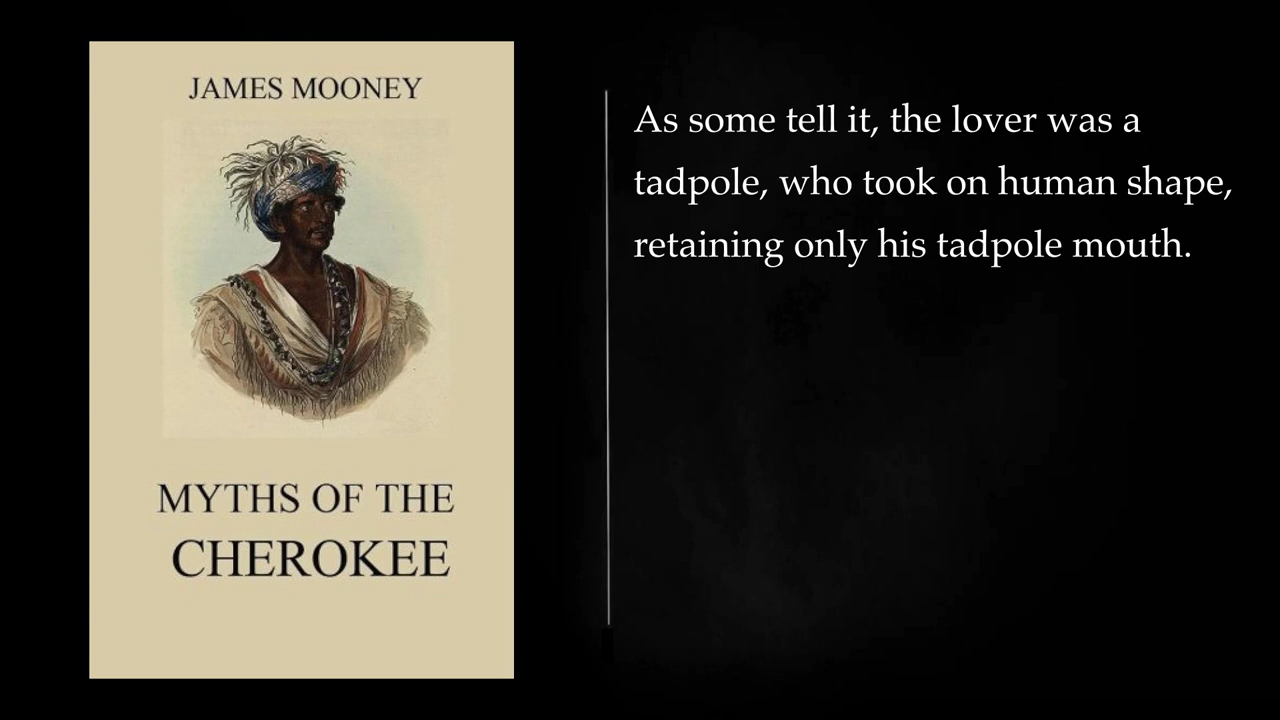 JAMES MOONEY
MYTHS OF THE
CHEROKEE
As some tell it, the lover was a
tadpole, who took on human shape,
retaining only his tadpole mouth.